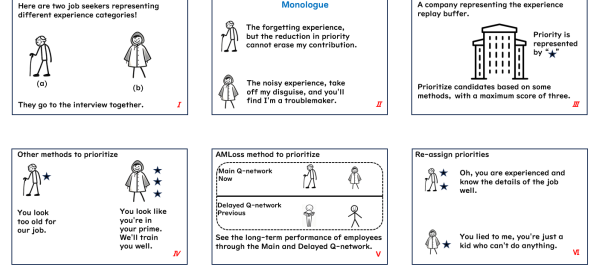 Here are two job seekers representing
different experience categories!
(a)
(b)
They go to the interview together.
I
Monologue
The forgetting experience,
but the reduction in priority
cannot erase my contribution.
The noisy experience, take
off my disguise, and you'll
find I'm a troublemaker.
II
A company representing the experience
replay buffer.
Priority is
represented
by "★"
Prioritize candidates based on some
methods, with a maximum score of three.
III
Other methods to prioritize
You look
too old for
our job.
You look like
you're in
your prime.
We'll train
you well.
IV
AMLoss method to prioritize
Main Q-network
Now
Delayed Q-network
Previous
See the long-term performance of employees
through the Main and Delayed Q-network.
V
Re-assign priorities
Oh, you are experienced and
know the details of the job
well.
You lied to me, you're just a
kid who can't do anything.
VI